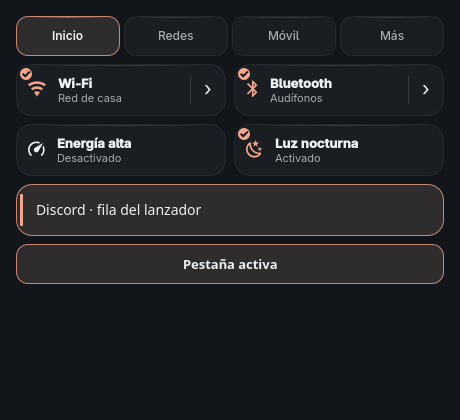 Inicio
Redes
Móvil
Más
Wi-Fi
Red de casa
Bluetooth
Audífonos
Energía alta
Desactivado
Luz nocturna
Activado
Discord · fila del lanzador
Pestaña activa